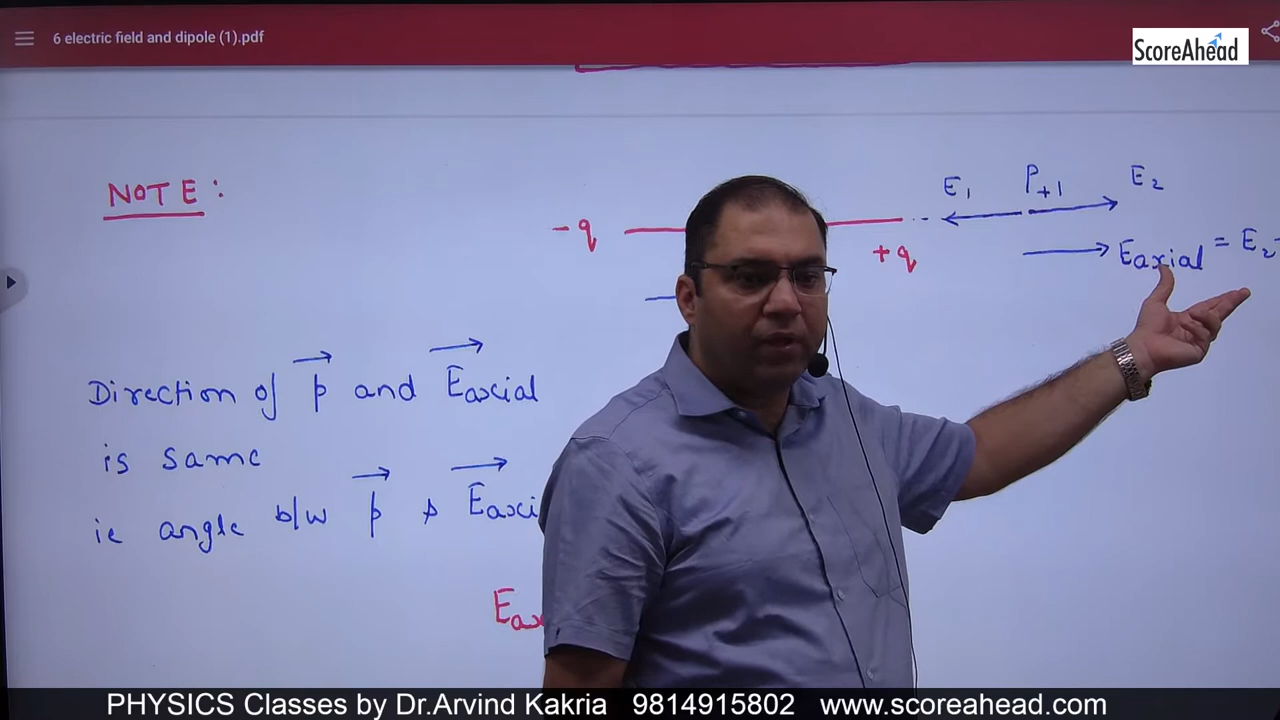 6 electric field and dipole (1).pdf
ScoreAhead
NOTE:
E₁ P+1 E₂
-q
+q
Eaxial = E₂-
Direction of p and Eaxial
is same
ie angle b/w p & Eaxi
Eax
PHYSICS Classes by Dr.Arvind Kakria 9814915802 www.scoreahead.com